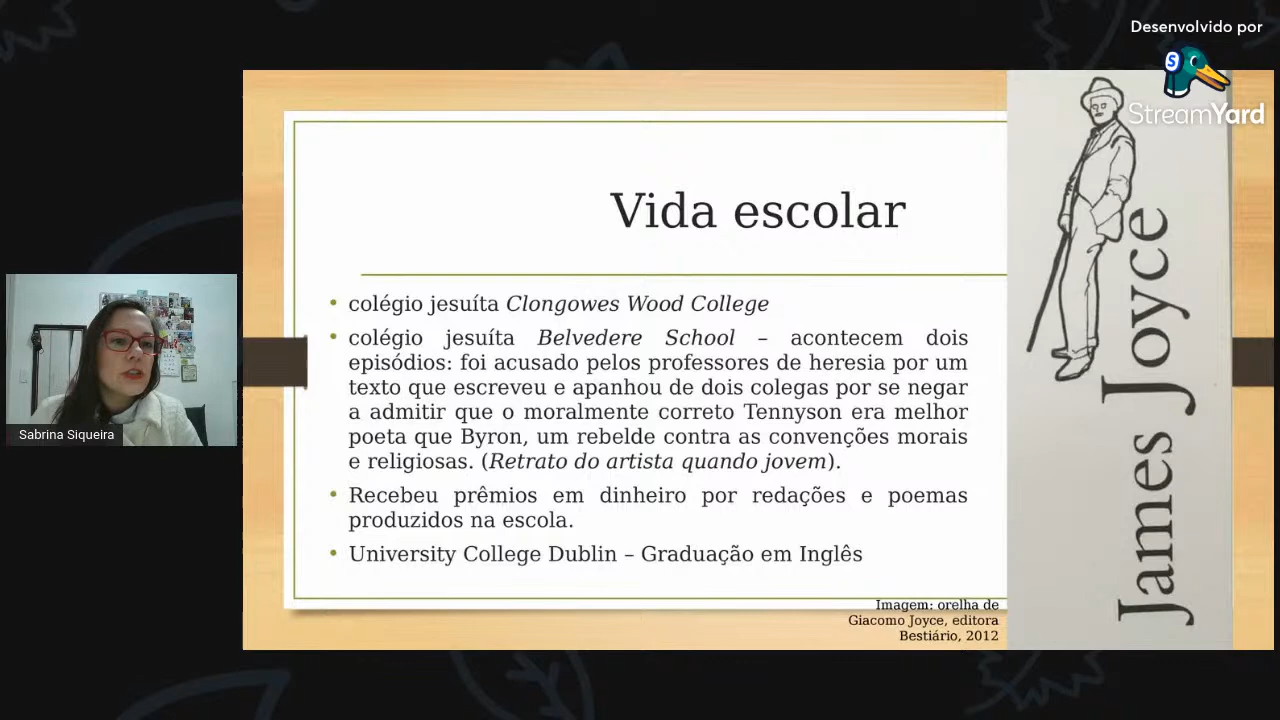 Desenvolvido por
StreamYard
Vida escolar
• colégio jesuíta Clongowes Wood College
• colégio jesuíta Belvedere School – acontecem dois
episódios: foi acusado pelos professores de heresia por um
texto que escreveu e apanhou de dois colegas por se negar
a admitir que o moralmente correto Tennyson era melhor
poeta que Byron, um rebelde contra as convenções morais
e religiosas. (Retrato do artista quando jovem).
• Recebeu prêmios em dinheiro por redações e poemas
produzidos na escola.
• University College Dublin – Graduação em Inglês
Imagem: orelha de
Giacomo Joyce, editora
Bestiário, 2012
James Joyce
Sabrina Siqueira